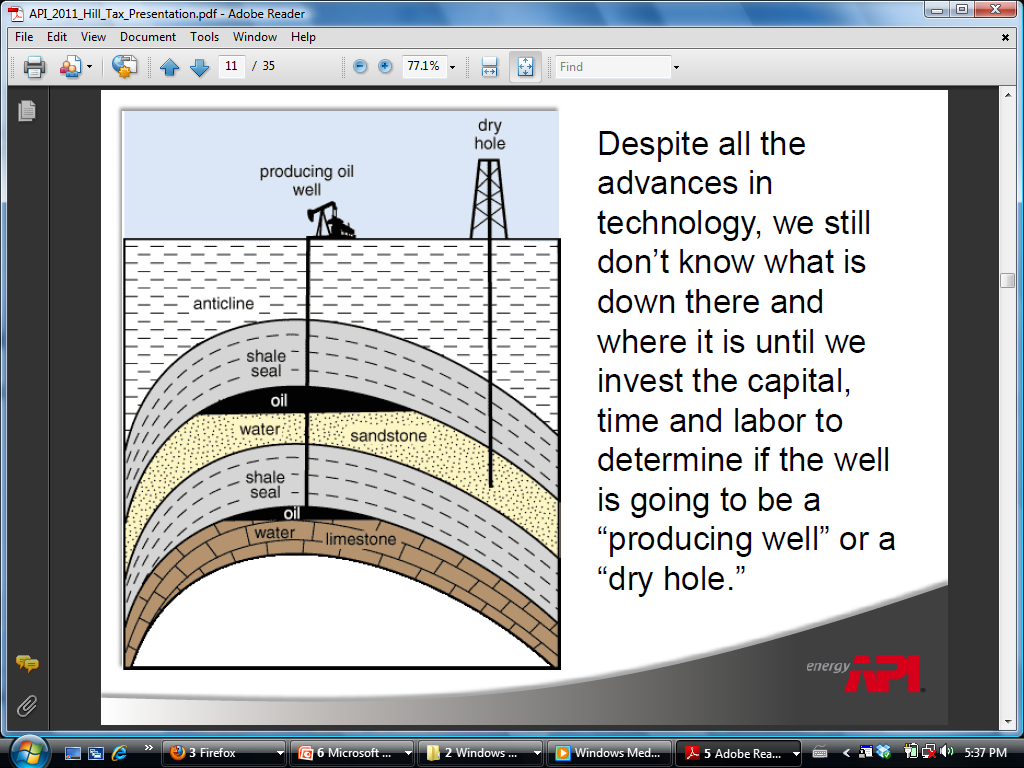 API_2011_Hill_Tax_Presentation.pdf - Adobe Reader
File Edit View Document Tools Window Help
11 / 35 77.1% Find
dry
hole
producing oil
well
anticline
shale
seal
oil
water sandstone
shale
seal
oil
water limestone
Despite all the
advances in
technology, we still
don’t know what is
down there and
where it is until we
invest the capital,
time and labor to
determine if the well
is going to be a
“producing well” or a
“dry hole.”
energy API
3 Firefox 6 Microsoft ... 2 Windows ... Windows Med... 5 Adobe Rea... 5:37 PM